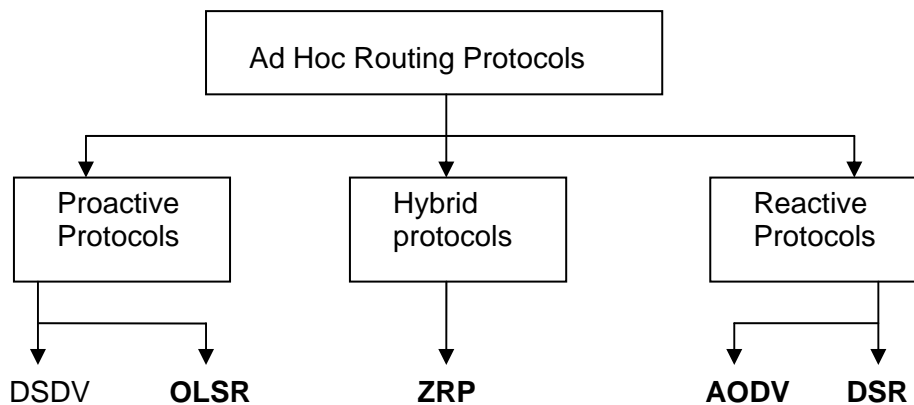 Ad Hoc Routing Protocols
Proactive
Protocols
Hybrid
protocols
Reactive
Protocols
DSDV
OLSR
ZRP
AODV
DSR